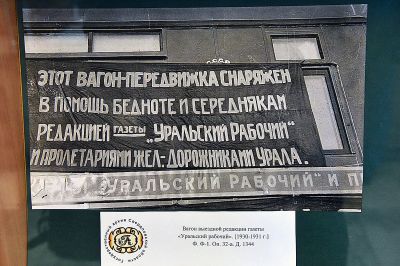 СССР
ЭТОТ ВАГОН-ПЕРЕДВИЖКА СНАРЯЖЕН
В ПОМОЩЬ БЕДНОТЕ И СЕРЕДНЯКАМ
РЕДАКЦИЕЙ ГАЗЕТЫ „УРАЛЬСКИЙ РАБОЧИЙ"
И ПРОЛЕТАРИЯМИ ЖЕЛ.-ДОРОЖНИКАМИ УРАЛА.
„УРАЛЬСКИЙ РАБОЧИЙ" И П
Вагон выездной редакции газеты
«Уральский рабочий». [1930-1931 г.]
Ф. Ф-1. Оп. 32-а. Д. 1344